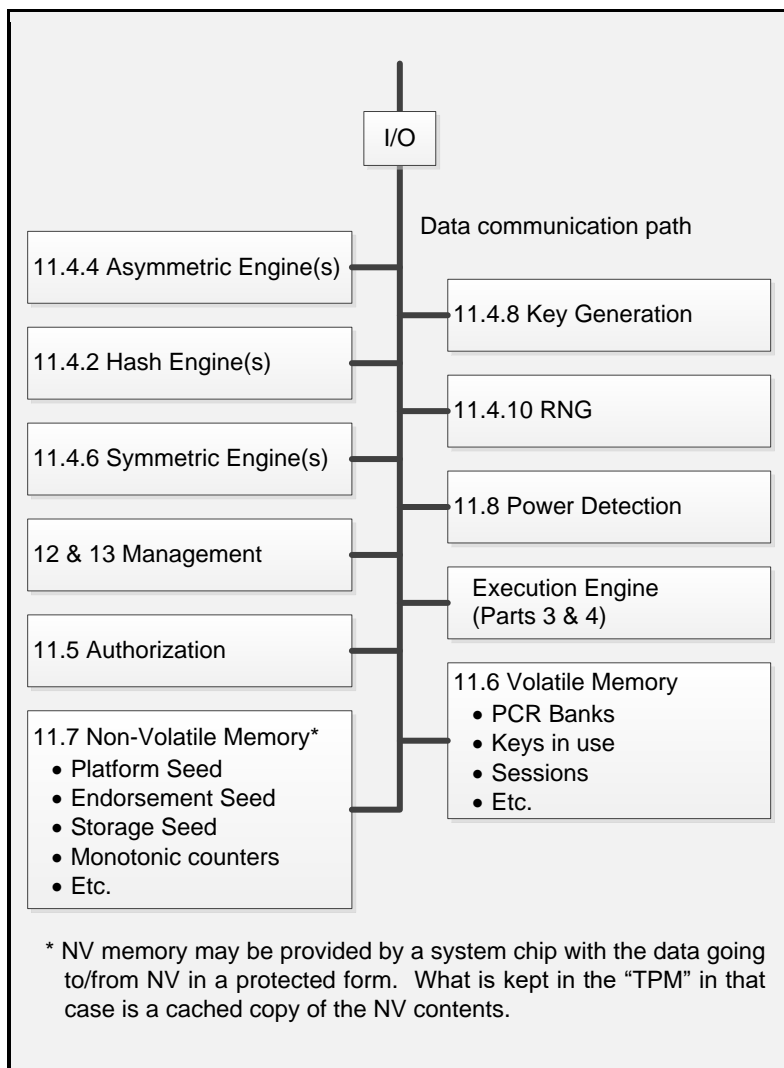 I/O
Data communication path
11.4.4 Asymmetric Engine(s)
11.4.8 Key Generation
11.4.2 Hash Engine(s)
11.4.10 RNG
11.4.6 Symmetric Engine(s)
11.8 Power Detection
12 & 13 Management
Execution Engine
(Parts 3 & 4)
11.5 Authorization
11.6 Volatile Memory
• PCR Banks
• Keys in use
• Sessions
• Etc.
11.7 Non-Volatile Memory*
• Platform Seed
• Endorsement Seed
• Storage Seed
• Monotonic counters
• Etc.
* NV memory may be provided by a system chip with the data going
to/from NV in a protected form. What is kept in the “TPM” in that
case is a cached copy of the NV contents.